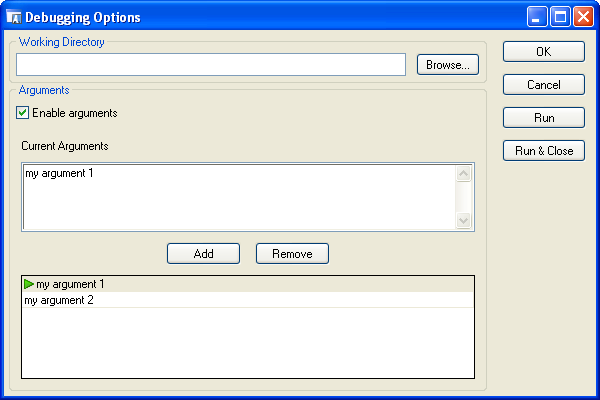 Debugging Options
Working Directory
Browse...
OK
Cancel
Run
Run & Close
Arguments
Enable arguments
Current Arguments
my argument 1
Add
Remove
my argument 1
my argument 2